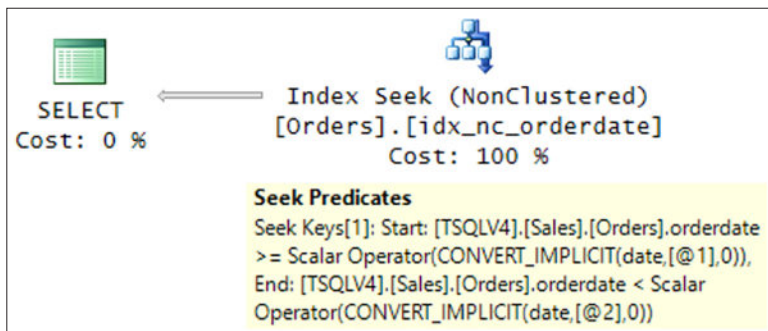 SELECT
Cost: 0 %
Index Seek (NonClustered)
[Orders].[idx_nc_orderdate]
Cost: 100 %
Seek Predicates
Seek Keys[1]: Start: [TSQLV4].[Sales].[Orders].orderdate
>= Scalar Operator(CONVERT_IMPLICIT(date,[@1],0)),
End: [TSQLV4].[Sales].[Orders].orderdate < Scalar
Operator(CONVERT_IMPLICIT(date,[@2],0))